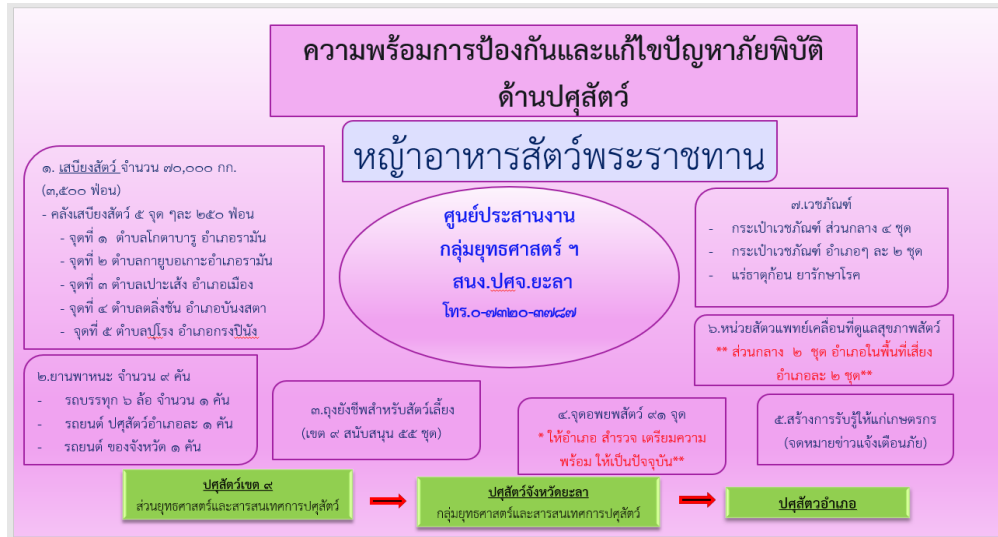 ความพร้อมการป้องกันและแก้ไขปัญหาภัยพิบัติ
ด้านปศุสัตว์
หญ้าอาหารสัตว์พระราชทาน
๑. เสบียงสัตว์ จำนวน ๗๐,๐๐๐ กก.
(๓,๕๐๐ ฟ่อน)
- คลังเสบียงสัตว์ ๕ จุด ๆละ ๒๕๐ ฟ่อน
- จุดที่ ๑ ตำบลโกตาบารู อำเภอรามัน
- จุดที่ ๒ ตำบลกายูบอเกาะอำเภอรามัน
- จุดที่ ๓ ตำบลเปาะเส้ง อำเภอเมือง
- จุดที่ ๔ ตำบลตลิ่งชัน อำเภอบันงสตา
- จุดที่ ๕ ตำบลปุโรง อำเภอกรงปินัง
ศูนย์ประสานงาน
กลุ่มยุทธศาสตร์ ฯ
สนง.ปศจ.ยะลา
โทร.๐-๗๓๒๐-๓๗๘๗
๗.เวชภัณฑ์
- กระเป๋าเวชภัณฑ์ ส่วนกลาง ๔ ชุด
- กระเป๋าเวชภัณฑ์ อำเภอๆ ละ ๒ ชุด
- แร่ธาตุก้อน ยารักษาโรค
๖.หน่วยสัตวแพทย์เคลื่อนที่ดูแลสุขภาพสัตว์
** ส่วนกลาง ๒ ชุด อำเภอในพื้นที่เสี่ยง
อำเภอละ ๒ ชุด**
๒.ยานพาหนะ จำนวน ๙ คัน
- รถบรรทุก ๖ ล้อ จำนวน ๑ คัน
- รถยนต์ ปศุสัตว์อำเภอละ ๑ คัน
- รถยนต์ ของจังหวัด ๑ คัน
๓.ถุงยังชีพสำหรับสัตว์เลี้ยง
(เขต ๙ สนับสนุน ๕๕ ชุด)
๔.จุดอพยพสัตว์ ๙๑ จุด
* ให้อำเภอ สำรวจ เตรียมความ
พร้อม ให้เป็นปัจจุบัน**
๕.สร้างการรับรู้ให้แก่เกษตรกร
(จดหมายข่าวแจ้งเตือนภัย)
ปศุสัตว์เขต ๙
ส่วนยุทธศาสตร์และสารสนเทศการปศุสัตว์
ปศุสัตว์จังหวัดยะลา
กลุ่มยุทธศาสตร์และสารสนเทศการปศุสัตว์
ปศุสัตวอำเภอ